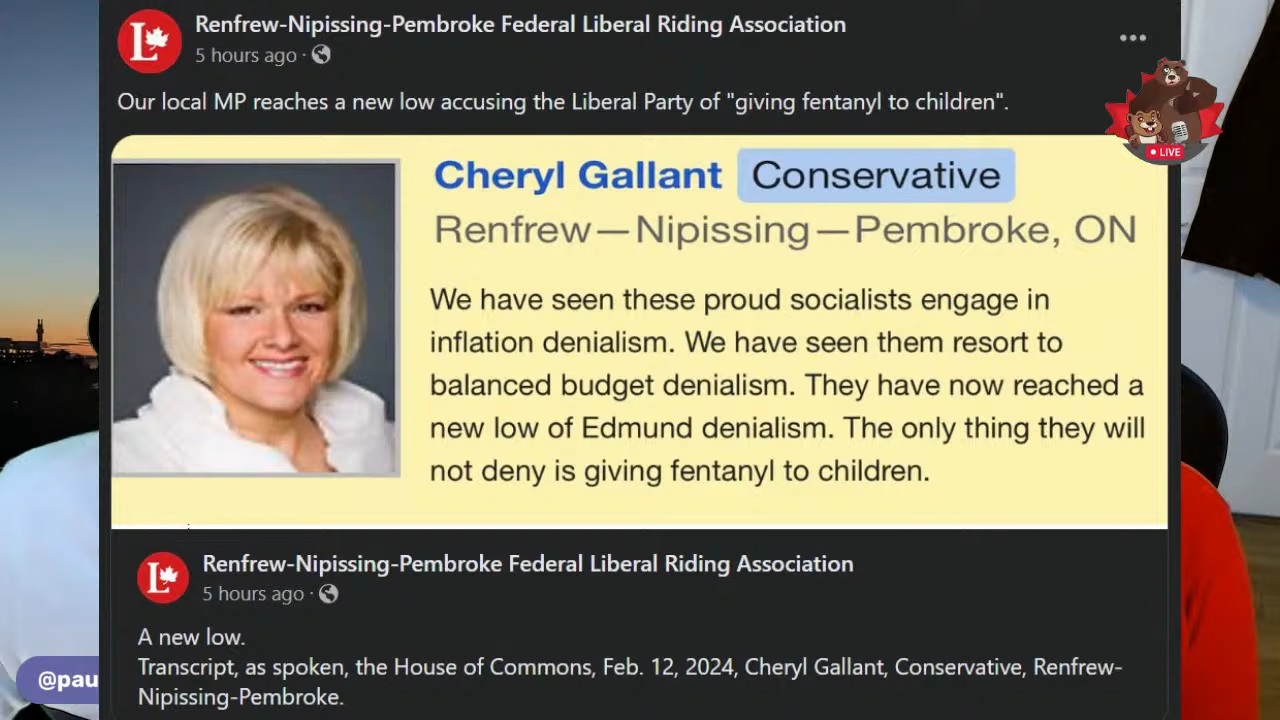 Renfrew-Nipissing-Pembroke Federal Liberal Riding Association
5 hours ago ·
Our local MP reaches a new low accusing the Liberal Party of "giving fentanyl to children".
LIVE
Cheryl Gallant Conservative
Renfrew—Nipissing—Pembroke, ON
We have seen these proud socialists engage in
inflation denialism. We have seen them resort to
balanced budget denialism. They have now reached a
new low of Edmund denialism. The only thing they will
not deny is giving fentanyl to children.
Renfrew-Nipissing-Pembroke Federal Liberal Riding Association
5 hours ago ·
A new low.
Transcript, as spoken, the House of Commons, Feb. 12, 2024, Cheryl Gallant, Conservative, Renfrew-
Nipissing-Pembroke.
@pau